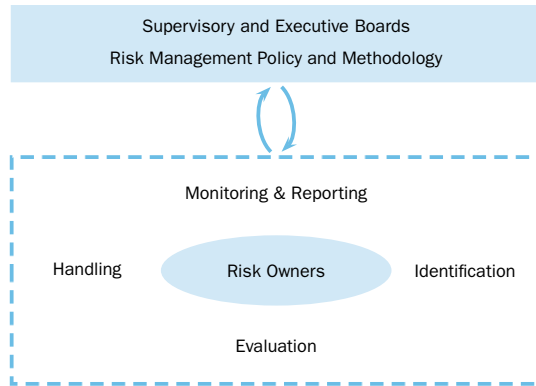 Supervisory and Executive Boards
Risk Management Policy and Methodology
Monitoring & Reporting
Handling
Risk Owners
Identification
Evaluation